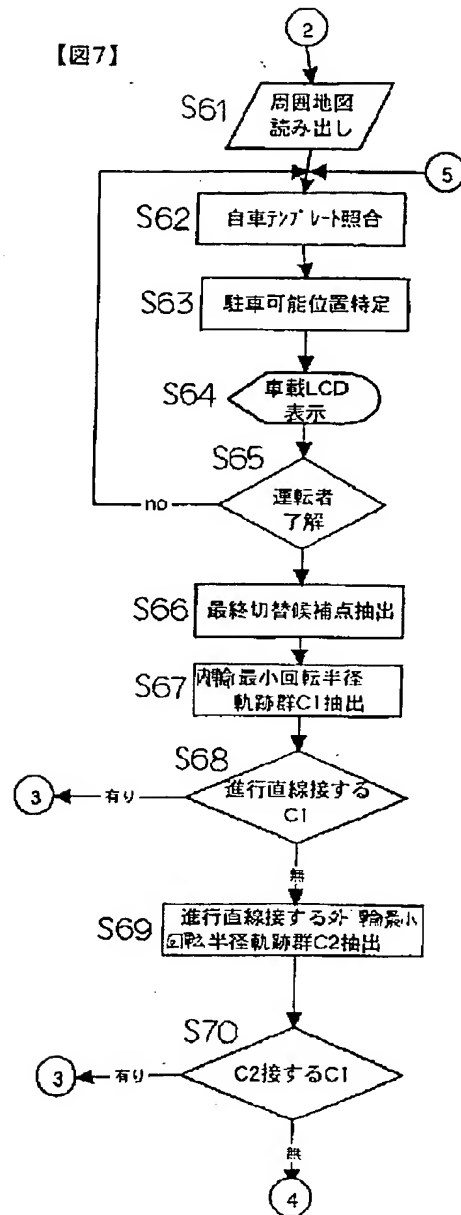 2
【図7】
S61
周囲地図
読み出し
5
S62
自車テンプレート照合
S63
駐車可能位置特定
S64
車載LCD
表示
S65
運転者
了解
no
S66
最終切替候補点抽出
S67
内輪最小回転半径
軌跡群C1抽出
S68
進行直線接する
C1
3
有り
無
S69
進行直線接する外輪最小
回転半径軌跡群C2抽出
S70
C2接するC1
3
有り
無
4